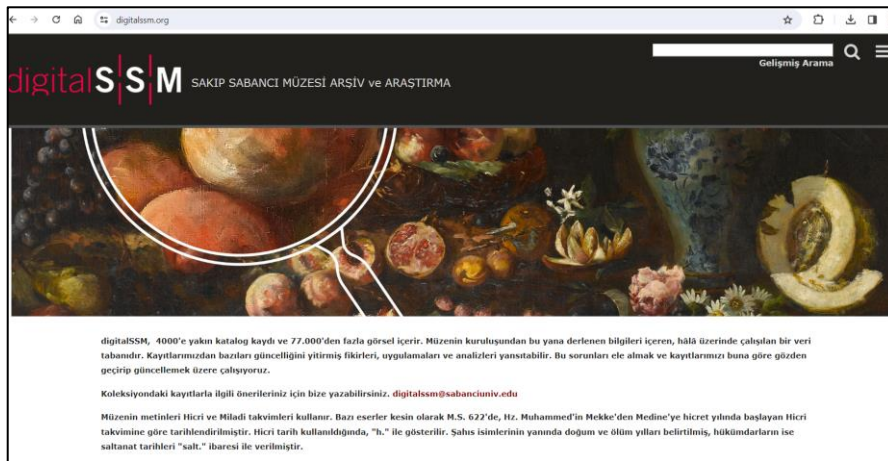 digitalssm.org
Gelişmiş Arama
digitalSSM SAKIP SABANCI MÜZESİ ARŞİV ve ARAŞTIRMA
digitalSSM, 4000'e yakın katalog kaydı ve 77.000'den fazla görsel içerir. Müzenin kuruluşundan bu yana derlenen bilgileri içeren, hâlâ üzerinde çalışılan bir veri
tabanıdır. Kayıtlarımızdan bazıları güncelliğini yitirmiş fikirleri, uygulamaları ve analizleri yansıtabilir. Bu sorunları ele almak ve kayıtlarımızı buna göre gözden
geçirip güncellemek üzere çalışıyoruz.
Koleksiyondaki kayıtlarla ilgili önerileriniz için bize yazabilirsiniz. digitalssm@sabanciuniv.edu
Müzenin metinleri Hicri ve Miladi takvimleri kullanır. Bazı eserler kesin olarak M.S. 622'de, Hz. Muhammed'in Mekke'den Medine'ye hicret yılında başlayan Hicri
takvimine göre tarihlendirilmiştir. Hicri tarih kullanıldığında, "h." ile gösterilir. Şahıs isimlerinin yanında doğum ve ölüm yılları belirtilmiş, hükümdarların ise
saltanat tarihleri "salt." ibaresi ile verilmiştir.